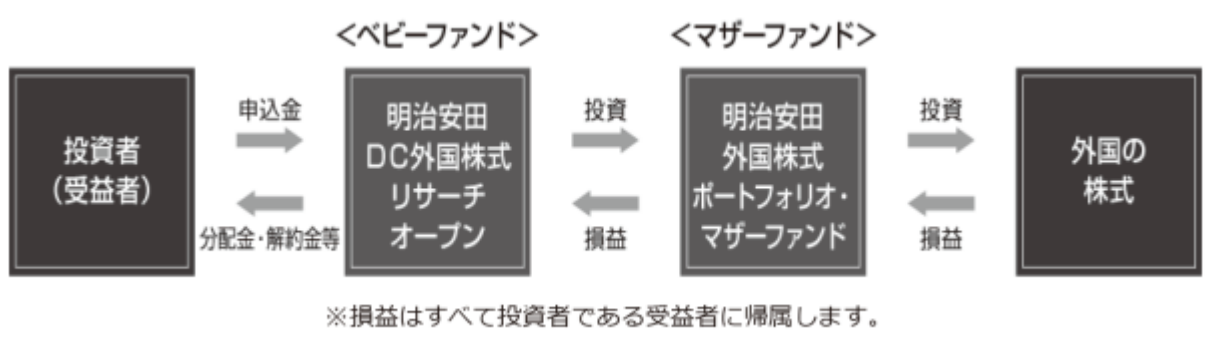 <ベビーファンド>
<マザーファンド>
投資者
(受益者)
申込金
分配金・解約金等
明治安田
DC外国株式
リサーチ
オープン
投資
損益
明治安田
外国株式
ポートフォリオ・
マザーファンド
投資
損益
外国の
株式
※損益はすべて投資者である受益者に帰属します。